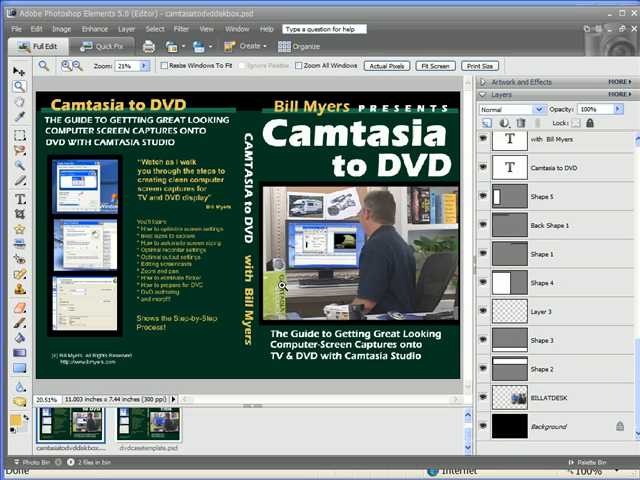 Adobe Photoshop Elements 5.0 (Editor) - camtasiatodvddiskbox.psd
File Edit Image Enhance Layer Select Filter View Window Help Type a question for help
Full Edit Quick Fix Create Organize
Zoom: 21% Resize Windows To Fit Ignore Palettes Zoom All Windows Actual Pixels Fit Screen Print Size
Artwork and Effects MORE
Layers MORE
Normal Opacity: 100%
Lock:
with Bill Myers
Camtasia to DVD
Shape 5
Back Shape 1
Shape 1
Shape 4
Layer 3
Shape 3
Shape 2
BILLATDESK
Background
Camtasia to DVD
THE GUIDE TO GETTTING GREAT LOOKING
COMPUTER SCREEN CAPTURES ONTO
DVD WITH CAMTASIA STUDIO
"Watch as I walk
you through the steps to
creating clean computer
screen captures for
TV and DVD display"
Bill Myers
You'll learn:
* How to optimize screen settings
* Best sizes to capture
* How to automate screen sizing
* Optimal recorder settings
* Optimal output settings
* Editing screencasts
* Zoom and pan
* How to eliminate flicker
* How to prepare for DVC
* DVD authoring
* and more!!!
Shows the Step-by-Step
Process!
(c) Bill Myers. All Rights Reserved
http://www.bmyers.com
CAMTASIA to DVD with Bill Myers
Bill Myers PRESENTS
Camtasia
to DVD
The Guide to Getting Great Looking
Computer-Screen Captures onto
TV & DVD with Camtasia Studio
20.51% 11.003 inches x 7.44 inches (300 ppi)
camtasiatodvddiskbox....
dvdcasetemplate.psd
Photo Bin 2 files in bin
Palette Bin
Done
Internet
100%